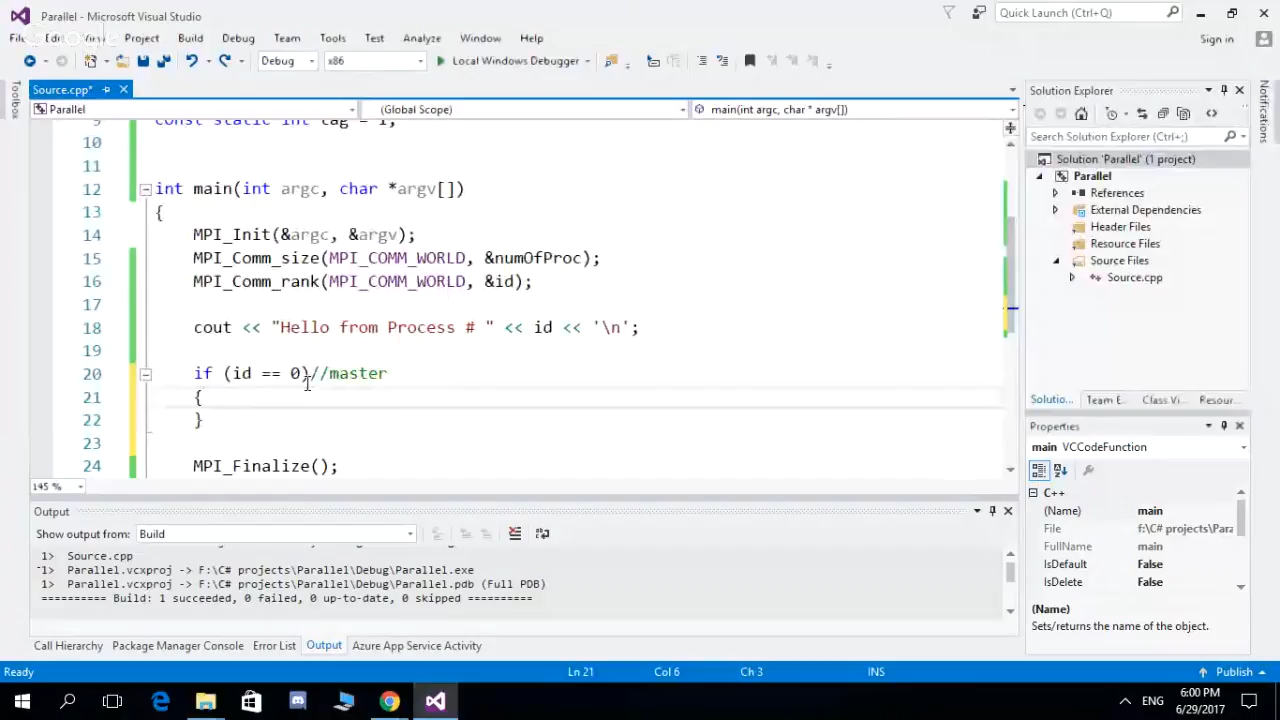 Parallel - Microsoft Visual Studio
Quick Launch (Ctrl+Q)
Project Build Debug Team Tools Test Analyze Window Help
Sign in
Debug x86 Local Windows Debugger
Toolbox
Source.cpp*
Parallel (Global Scope) main(int argc, char * argv[])
9 const static int tag = 1;
10
11
12 int main(int argc, char *argv[])
13 {
14 MPI_Init(&argc, &argv);
15 MPI_Comm_size(MPI_COMM_WORLD, &numOfProc);
16 MPI_Comm_rank(MPI_COMM_WORLD, &id);
17
18 cout << "Hello from Process # " << id << '\n';
19
20 if (id == 0)//master
21 {
22 }
23
24 MPI_Finalize();
145 %
Output
Show output from: Build
1> Source.cpp
1> Parallel.vcxproj -> F:\C# projects\Parallel\Debug\Parallel.exe
1> Parallel.vcxproj -> F:\C# projects\Parallel\Debug\Parallel.pdb (Full PDB)
========== Build: 1 succeeded, 0 failed, 0 up-to-date, 0 skipped ==========
Call Hierarchy Package Manager Console Error List Output Azure App Service Activity
Solution Explorer
Search Solution Explorer (Ctrl+;)
Solution 'Parallel' (1 project)
Parallel
References
External Dependencies
Header Files
Resource Files
Source Files
Source.cpp
Solutio... Team E... Class Vi... Resour...
Properties
main VCCodeFunction
C++
(Name) main
File f:\C# projects\Para
FullName main
IsDefault False
IsDelete False
(Name)
Sets/returns the name of the object.
Notifications
Ready Ln 21 Col 6 Ch 3 INS Publish
ENG 6:00 PM
6/29/2017